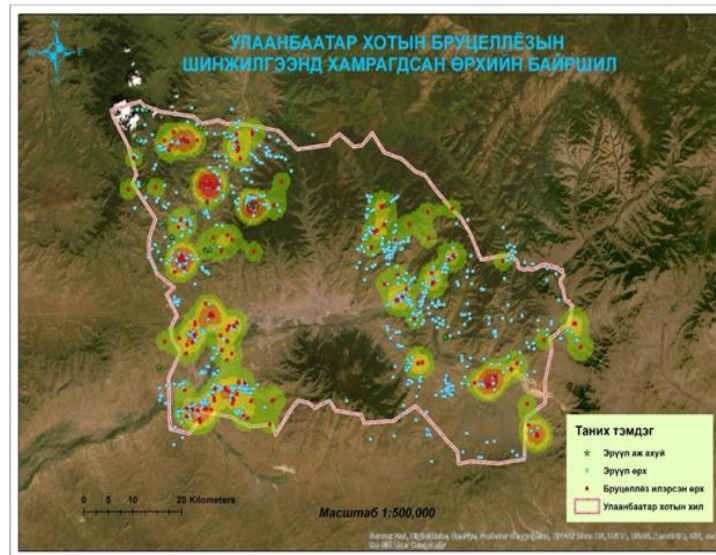 УЛААНБААТАР ХОТЫН БРУЦЕЛЛЁЗЫН
ШИНЖИЛГЭЭНД ХАМРАГДСАН ӨРХИЙН БАЙРШИЛ
N
W E
S
Таних тэмдэг
Эрүүл аж ахуй
Эрүүл өрх
Бруцеллёз илэрсэн өрх
Улаанбаатар хотын хил
0 5 10 20 Kilometers
Масштаб 1:500,000